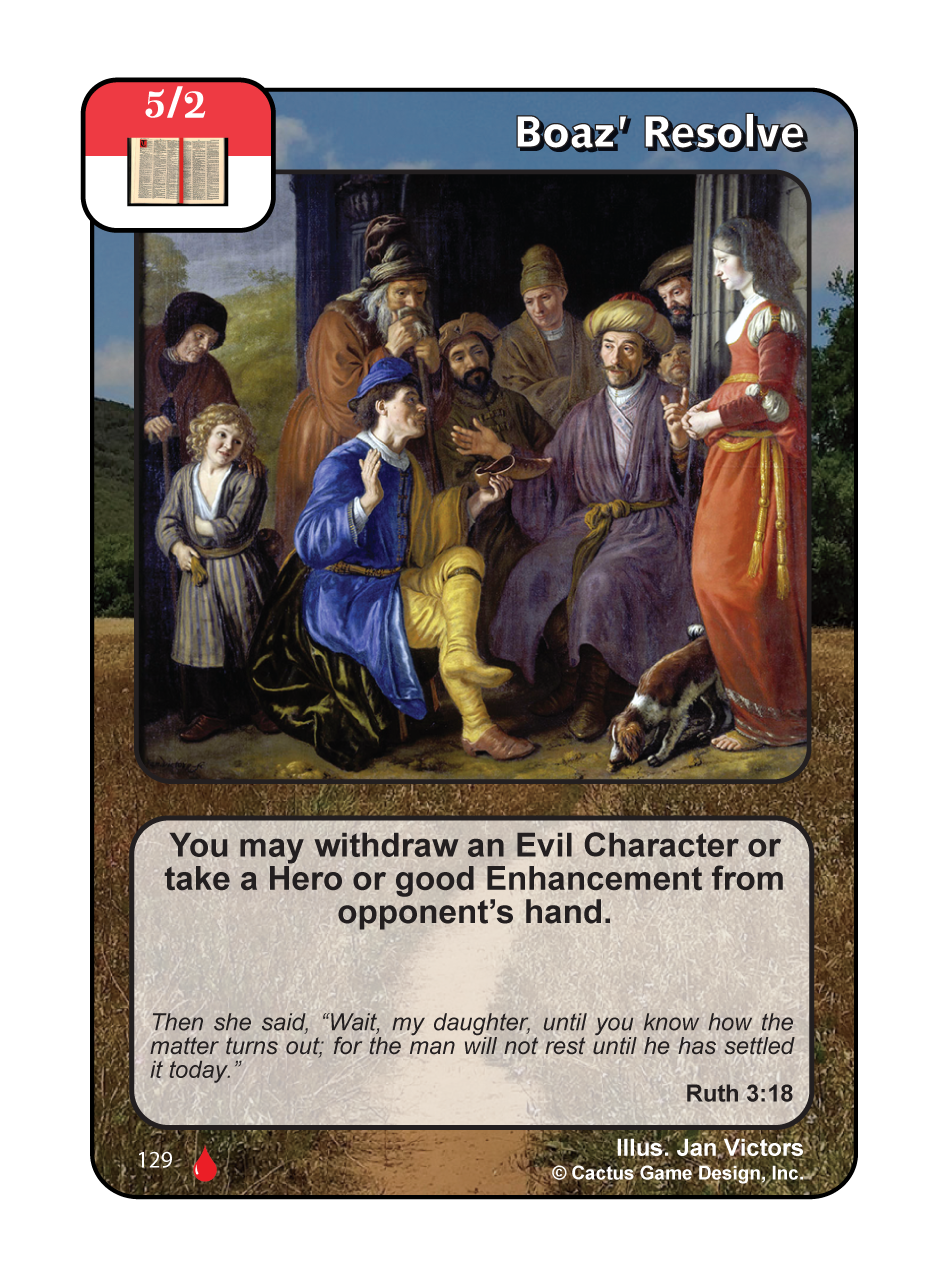 5/2
Boaz' Resolve
You may withdraw an Evil Character or
take a Hero or good Enhancement from
opponent’s hand.
Then she said, “Wait, my daughter, until you know how the
matter turns out; for the man will not rest until he has settled
it today.”
Ruth 3:18
129
Illus. Jan Victors
© Cactus Game Design, Inc.